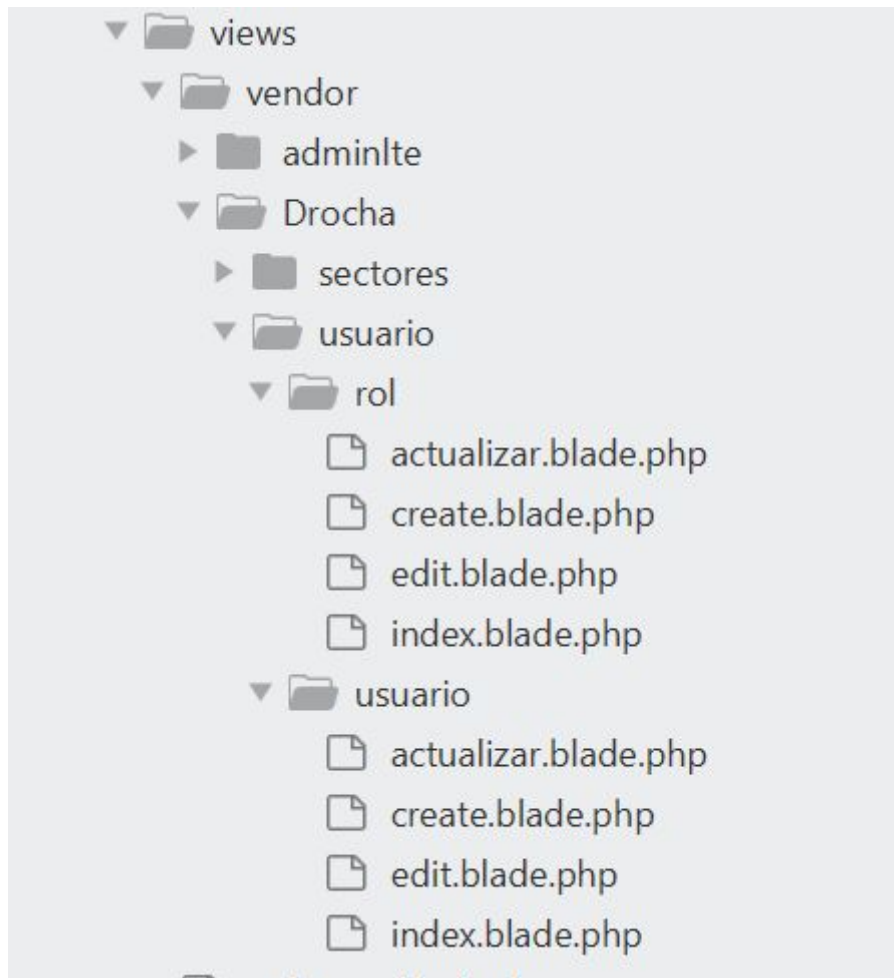 views
vendor
adminlte
Drocha
sectores
usuario
rol
actualizar.blade.php
create.blade.php
edit.blade.php
index.blade.php
usuario
actualizar.blade.php
create.blade.php
edit.blade.php
index.blade.php